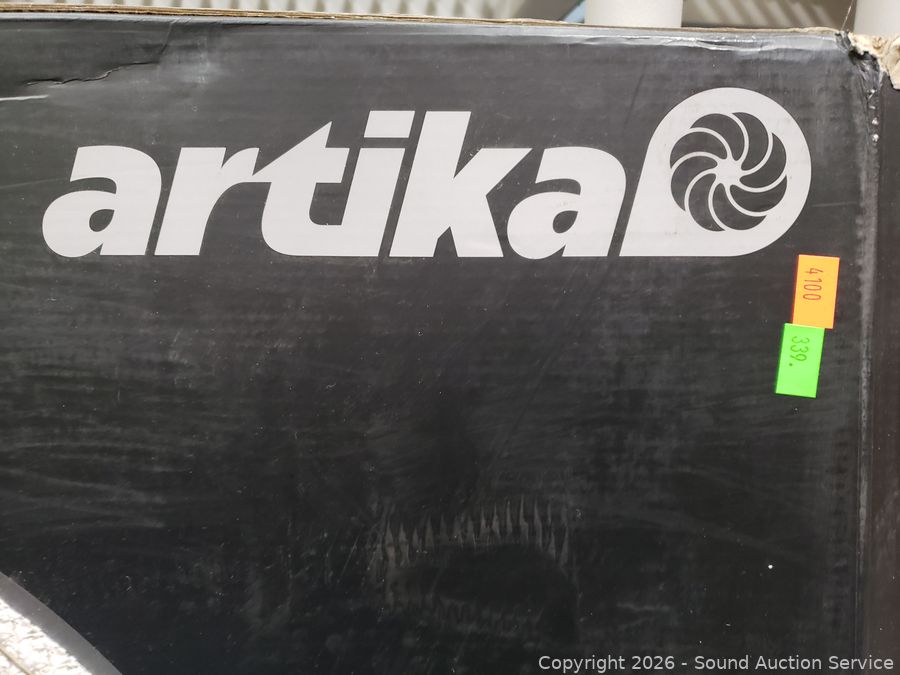 artika
4100
339.
Copyright 2026 - Sound Auction Service